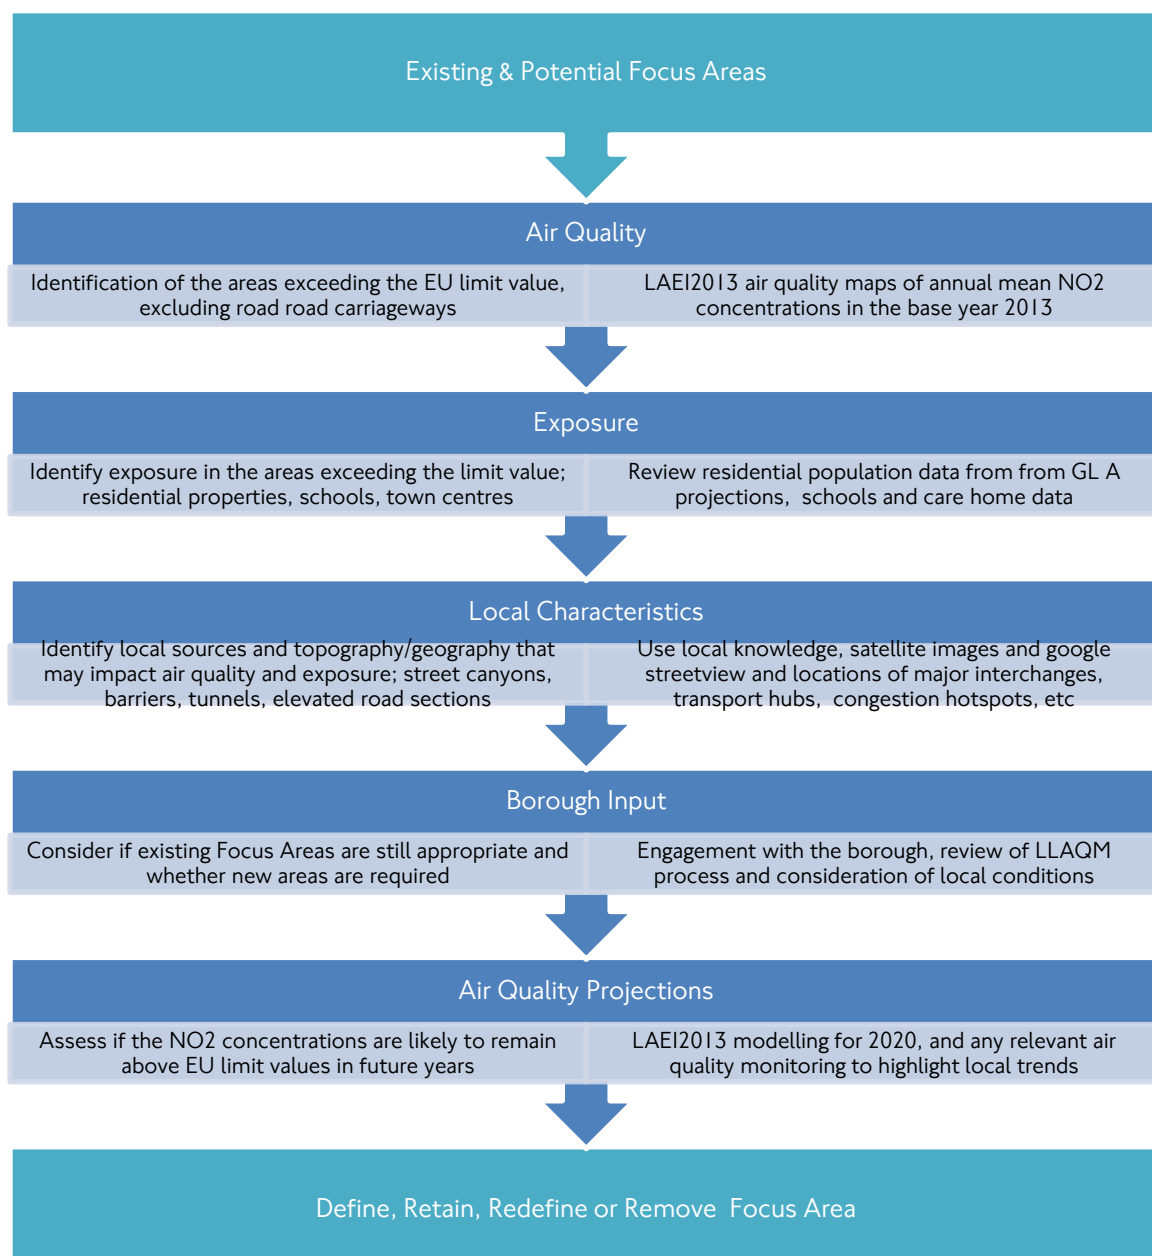 Existing & Potential Focus Areas
Air Quality
Identification of the areas exceeding the EU limit value,
excluding road road carriageways
LAEI2013 air quality maps of annual mean NO2
concentrations in the base year 2013
Exposure
Identify exposure in the areas exceeding the limit value;
residential properties, schools, town centres
Review residential population data from from GL A
projections, schools and care home data
Local Characteristics
Identify local sources and topography/geography that
may impact air quality and exposure; street canyons,
barriers, tunnels, elevated road sections
Use local knowledge, satellite images and google
streetview and locations of major interchanges,
transport hubs, congestion hotspots, etc
Borough Input
Consider if existing Focus Areas are still appropriate and
whether new areas are required
Engagement with the borough, review of LLAQM
process and consideration of local conditions
Air Quality Projections
Assess if the NO2 concentrations are likely to remain
above EU limit values in future years
LAEI2013 modelling for 2020, and any relevant air
quality monitoring to highlight local trends
Define, Retain, Redefine or Remove Focus Area